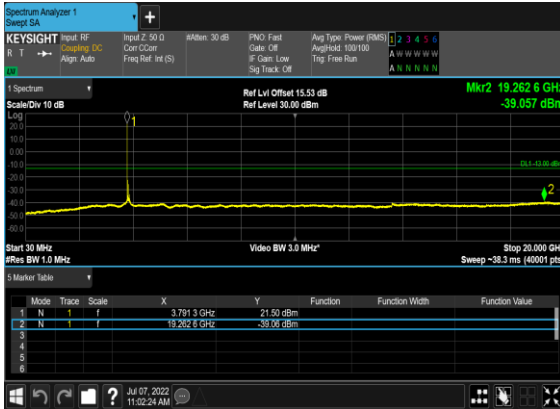 Spectrum Analyzer 1
Swept SA
+
KEYSIGHT Input: RF Input Z: 50 Ω #Atten: 30 dB PNO: Fast Avg Type: Power (RMS) 1 2 3 4 5 6
R T Coupling: DC Corr CCorr Gate: Off Avg|Hold: 100/100 A W W W W W
Align: Auto Freq Ref: Int (S) IF Gain: Low Trig: Free Run
Sig Track: Off A N N N N N
1 Spectrum Ref Lvl Offset 15.53 dB Mkr2 19.262 6 GHz
Scale/Div 10 dB Ref Level 30.00 dBm -39.057 dBm
Log
20.0
1
10.0
0.00
-10.0
DL1 -13.00 dBm
-20.0
-30.0
2
-40.0
-50.0
-60.0
Start 30 MHz Video BW 3.0 MHz* Stop 20.000 GHz
#Res BW 1.0 MHz Sweep ~38.3 ms (40001 pts)
5 Marker Table
Mode Trace Scale X Y Function Function Width Function Value
1 N 1 f 3.791 3 GHz 21.50 dBm
2 N 1 f 19.262 6 GHz -39.06 dBm
3
4
5
6
? Jul 07, 2022
11:02:24 AM